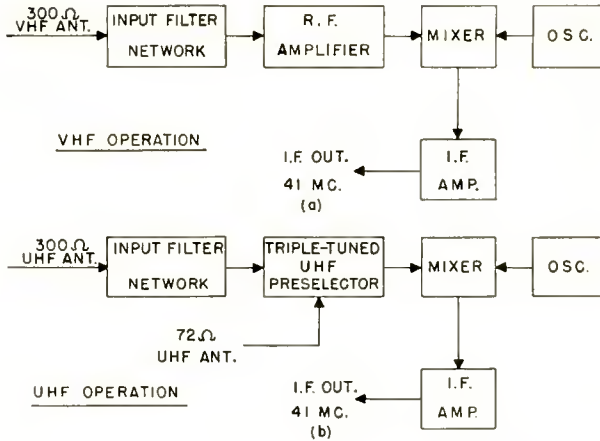 300Ω
VHF ANT.
INPUT FILTER
NETWORK
R. F.
AMPLIFIER
MIXER
OSC.
VHF OPERATION
I.F. OUT.
41 MC.
(a)
I.F.
AMP.
300Ω
UHF ANT.
INPUT FILTER
NETWORK
TRIPLE-TUNED
UHF
PRESELECTOR
MIXER
OSC.
72Ω
UHF ANT.
UHF OPERATION
I.F. OUT.
41 MC.
(b)
I.F.
AMP.